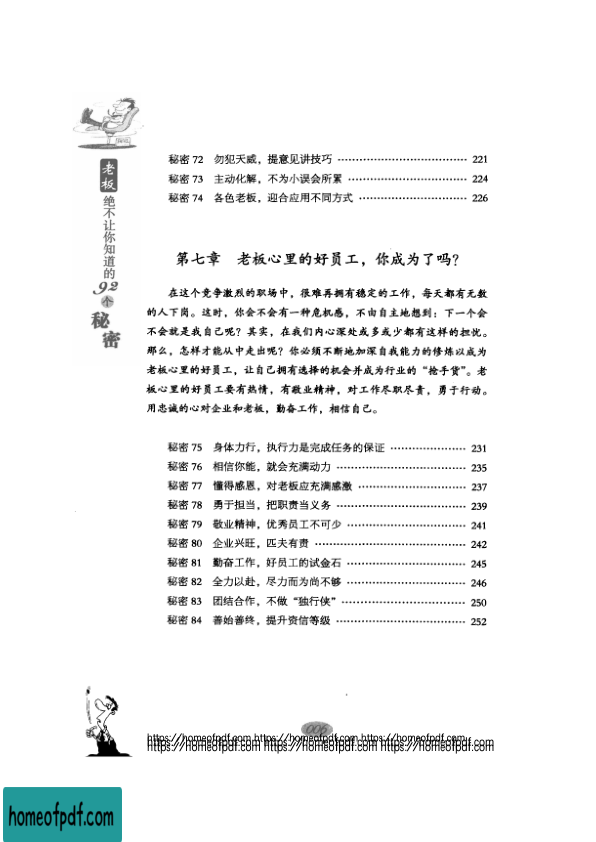 老板
绝不让你知道的
92
个
秘密
秘密 72 勿犯天威，提意见讲技巧 ………………………………… 221
秘密 73 主动化解，不为小误会所累 ………………………………… 224
秘密 74 各色老板，迎合应用不同方式 ………………………………… 226
第七章 老板心里的好员工，你成为了吗？
在这个竞争激烈的职场中，很难再拥有稳定的工作，每天都有无数
的人下岗。这时，你会不会有一种危机感，不由自主地想到：下一个会
不会就是我自己呢？其实，在我们内心深处或多或少都有这样的担忧。
那么，怎样才能从中走出呢？你必须不断地加深自我能力的修炼以成为
老板心里的好员工，让自己拥有选择的机会并成为行业的“抢手货”。老
板心里的好员工要有热情，有敬业精神，对工作尽职尽责，勇于行动。
用忠诚的心对企业和老板，勤奋工作，相信自己。
秘密 75 身体力行，执行力是完成任务的保证 ………………… 231
秘密 76 相信你能，就会充满动力 ………………………………… 235
秘密 77 懂得感恩，对老板应充满感激 ………………………… 237
秘密 78 勇于担当，把职责当义务 ………………………………… 239
秘密 79 敬业精神，优秀员工不可少 ……………………………… 241
秘密 80 企业兴旺，匹夫有责 ……………………………………… 242
秘密 81 勤奋工作，好员工的试金石 ……………………………… 245
秘密 82 全力以赴，尽力而为尚不够 ……………………………… 246
秘密 83 团结合作，不做“独行侠” ……………………………… 250
秘密 84 善始善终，提升资信等级 ………………………………… 252
006
https://homeofpdf.com https://homeofpdf.com https://homeofpdf.com
https://homeofpdf.com https://homeofpdf.com https://homeofpdf.com
homeofpdf.com